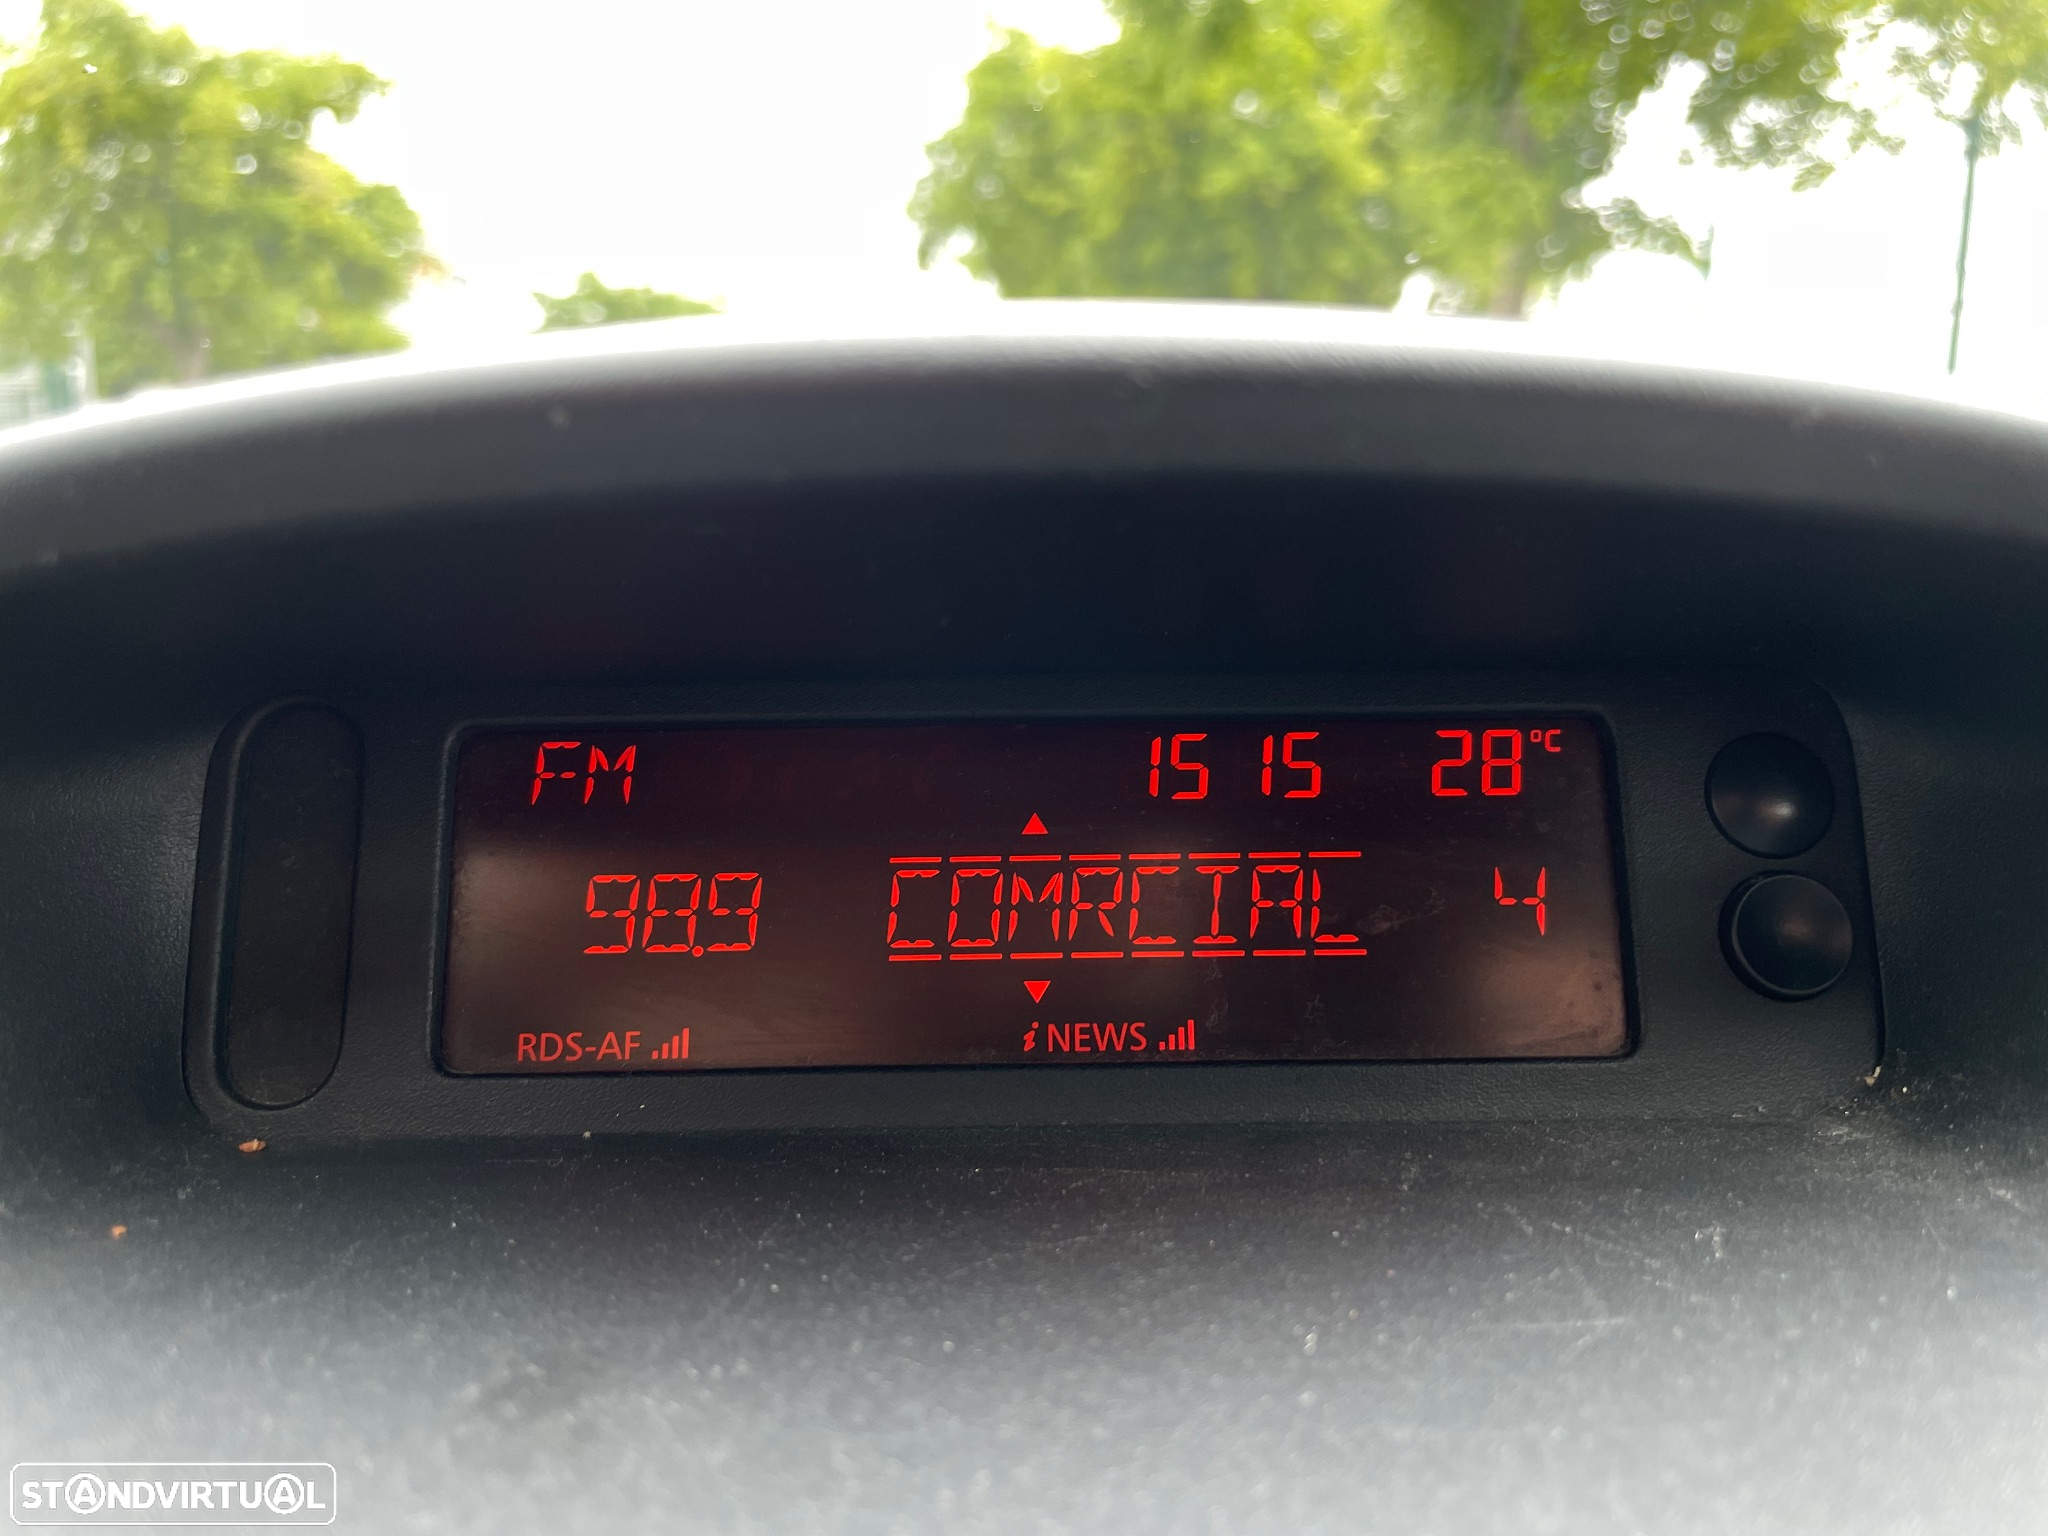 FM 15 15 28°C
98.9 COMRCIAL 4
RDS-AF i NEWS
STANDVIRTUAL